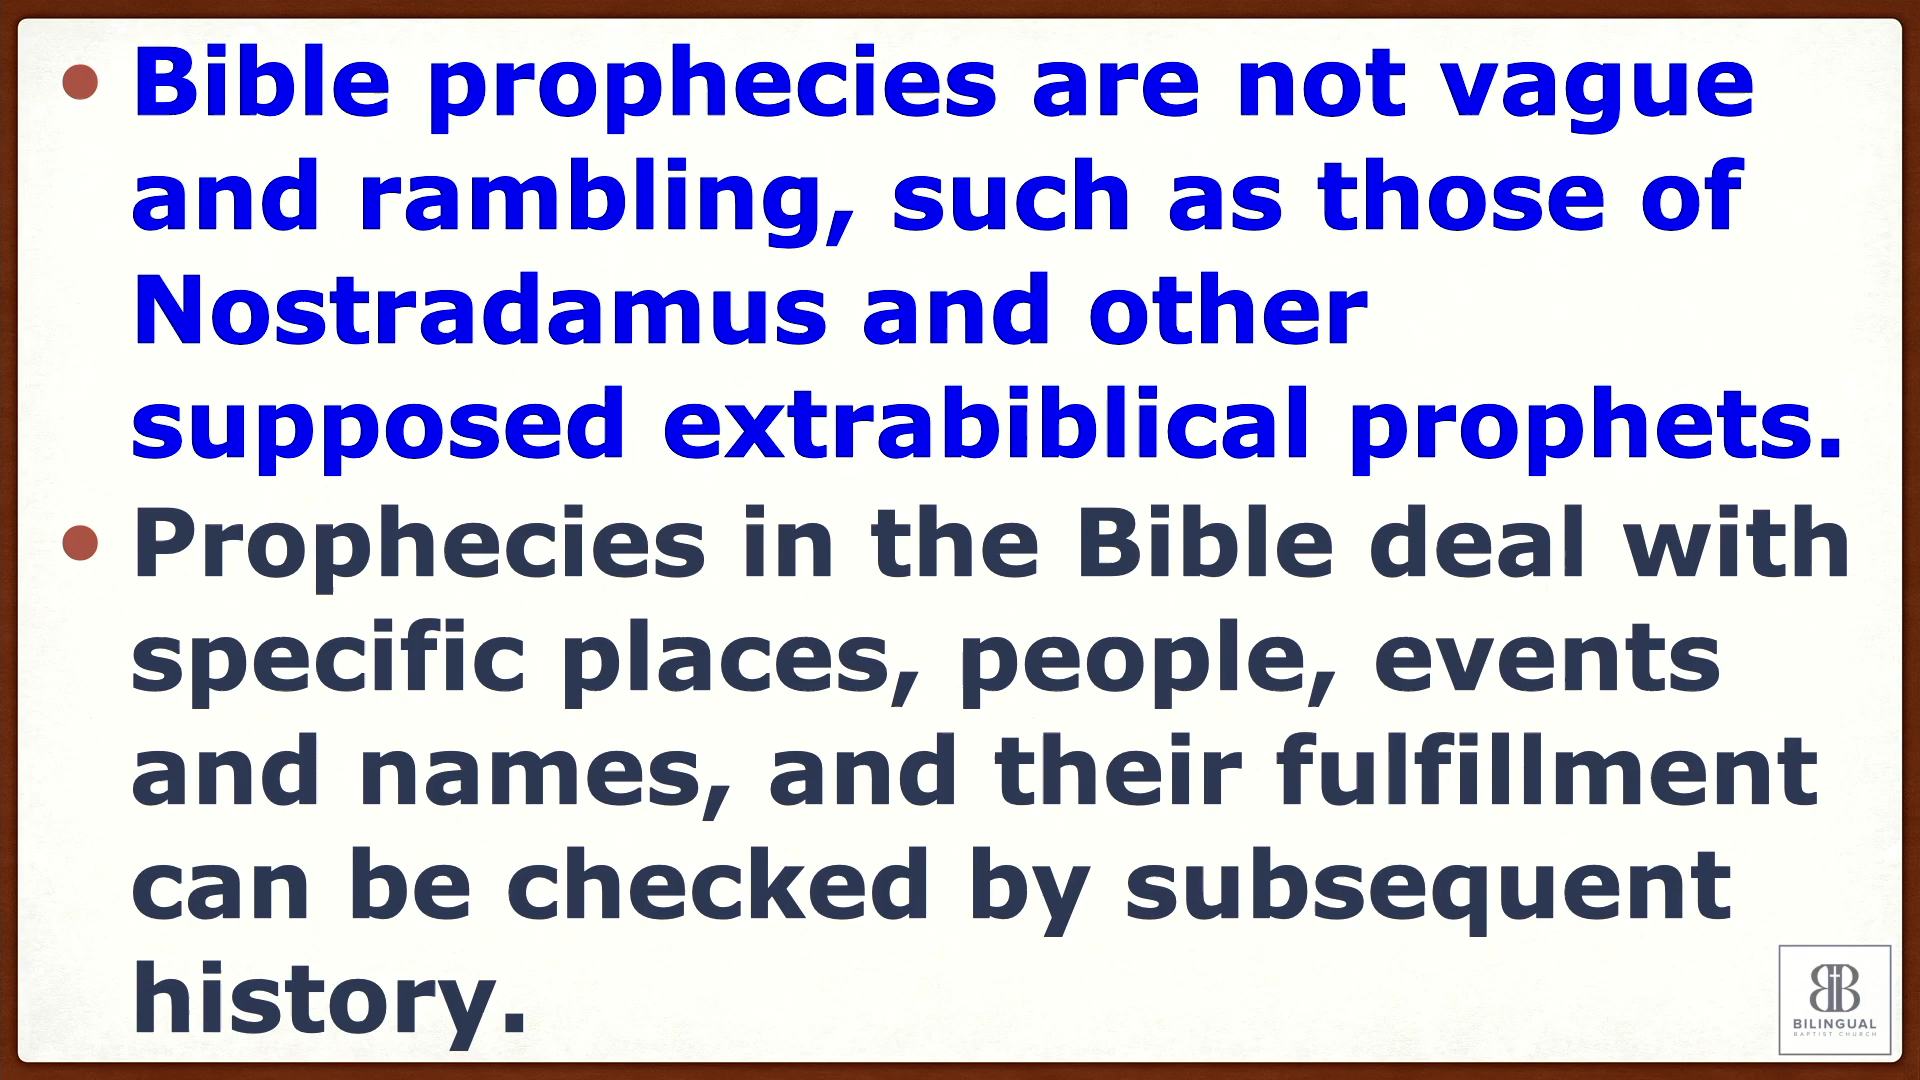 • Bible prophecies are not vague
and rambling, such as those of
Nostradamus and other
supposed extrabiblical prophets.
• Prophecies in the Bible deal with
specific places, people, events
and names, and their fulfillment
can be checked by subsequent
history.
BILINGUAL
BAPTIST CHURCH